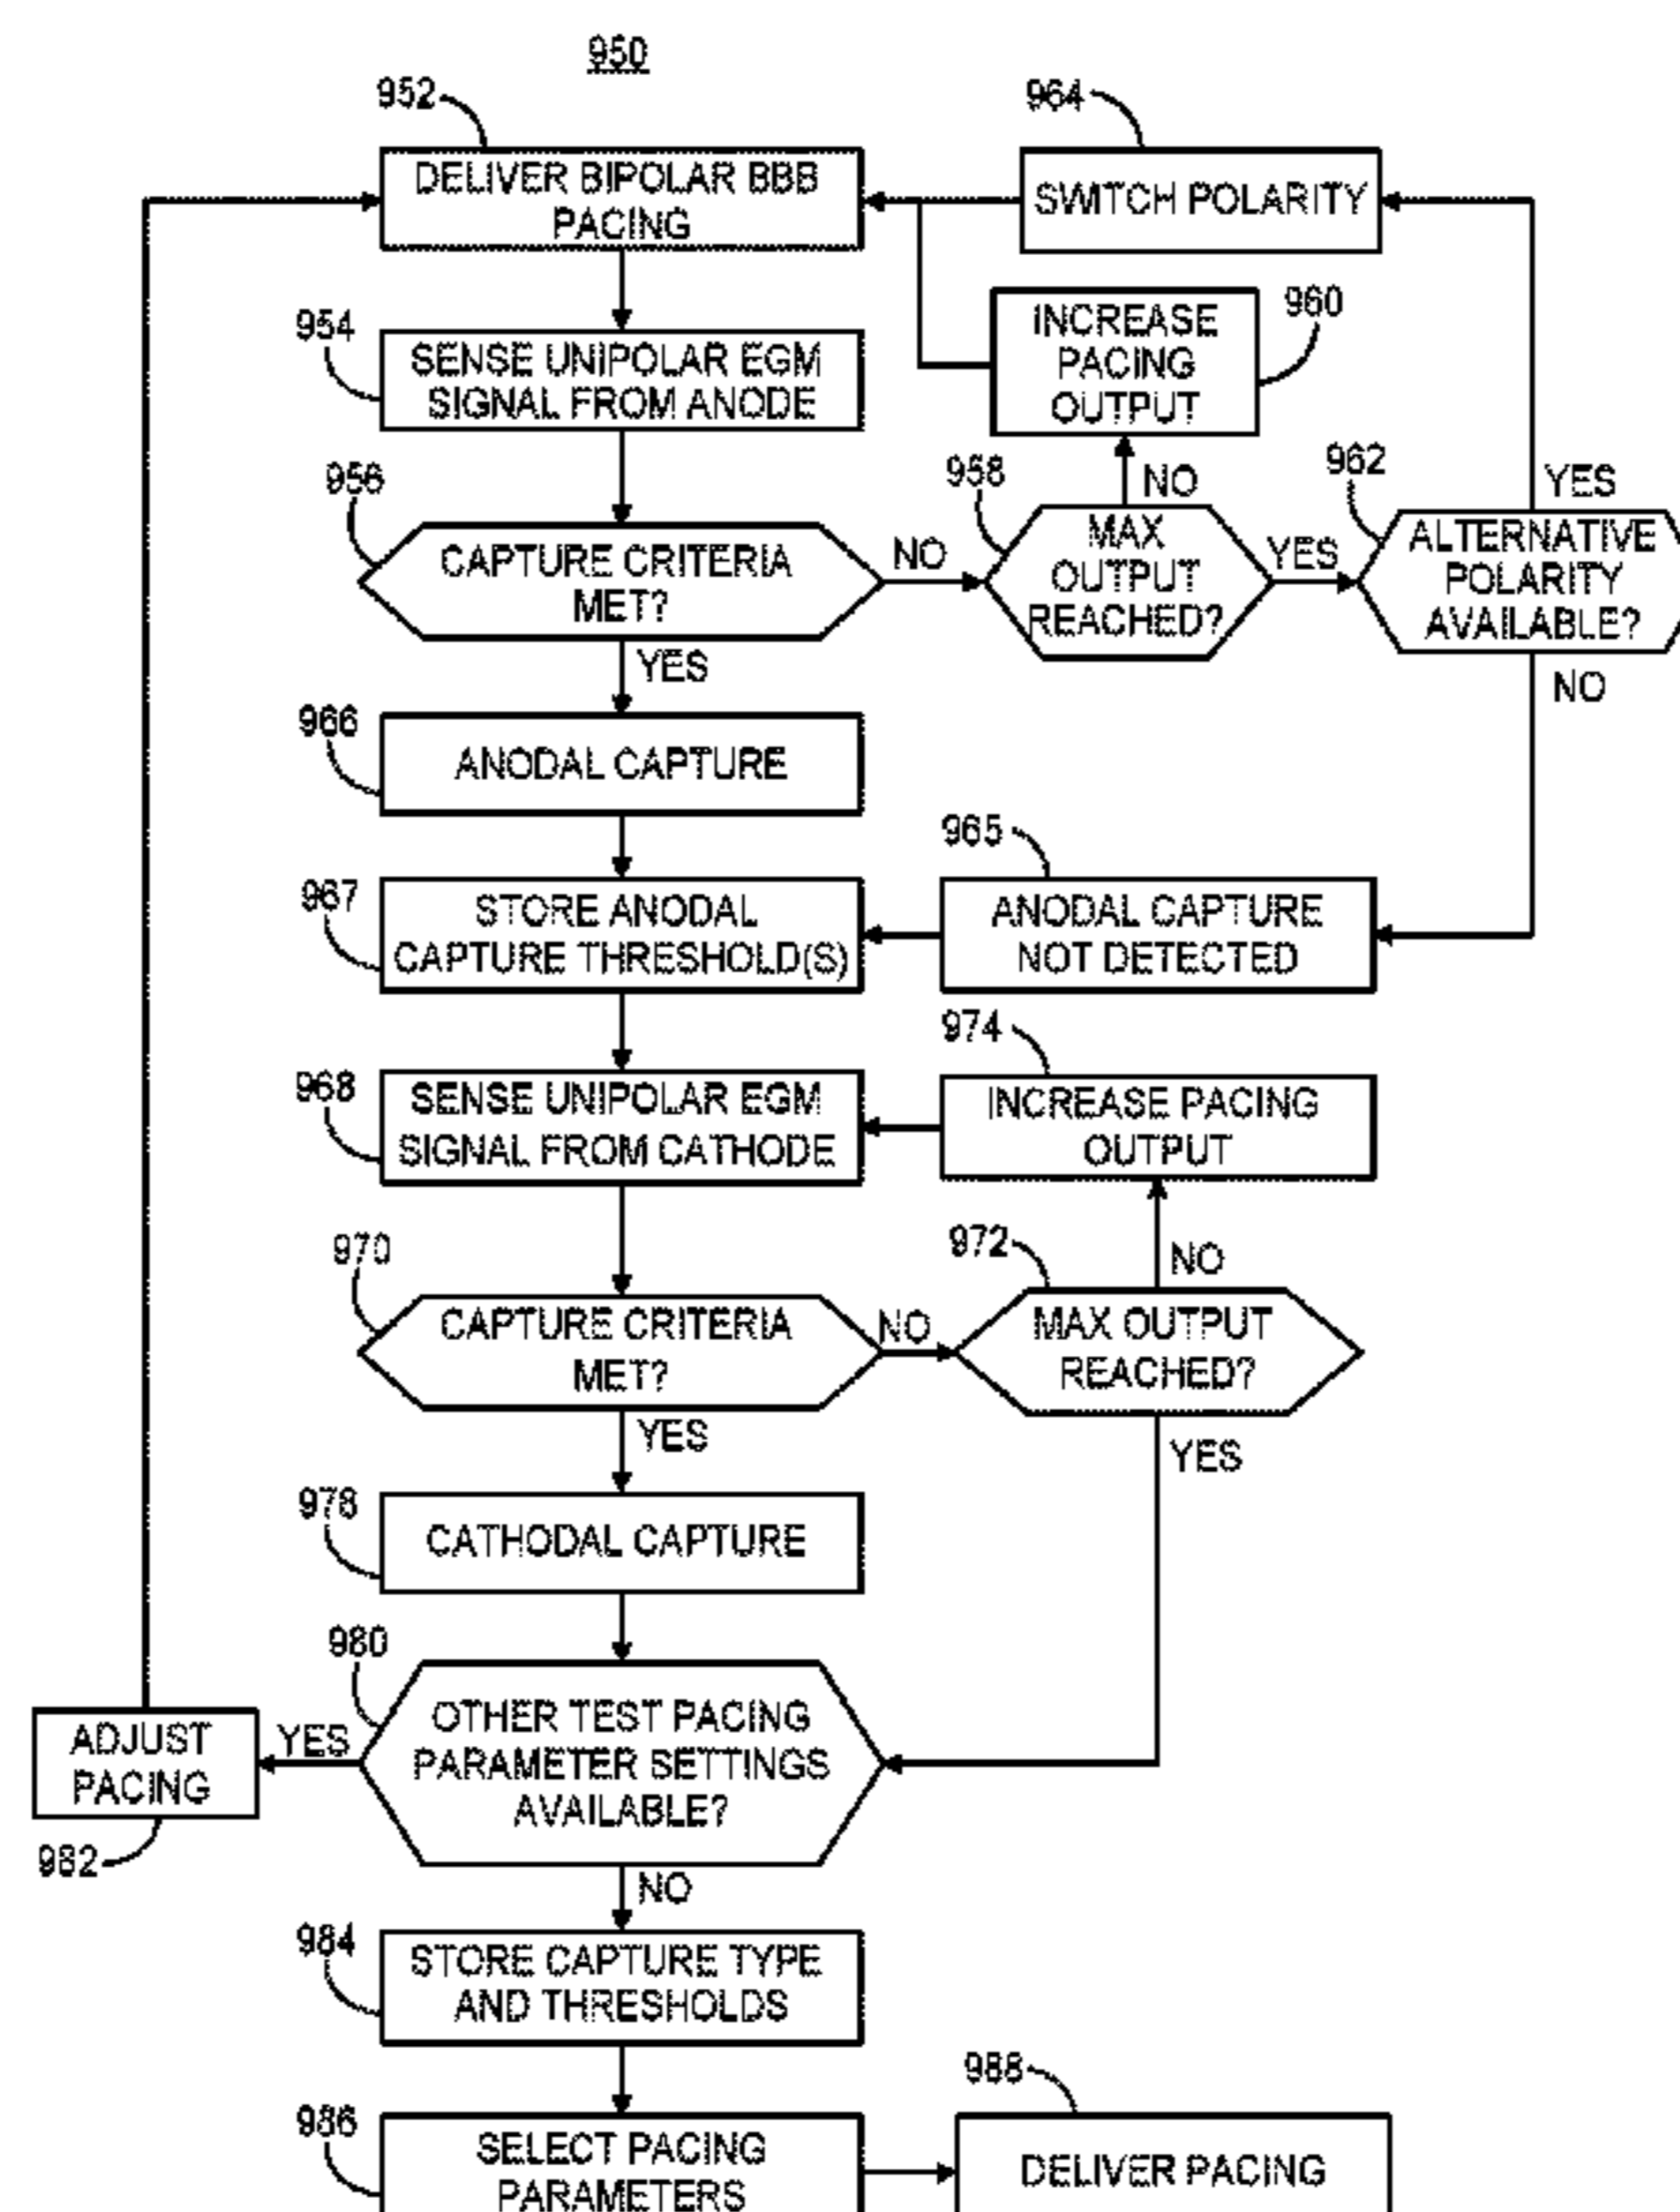 950
952
964
DELIVER BIPOLAR BBB
PACING
SWITCH POLARITY
954
SENSE UNIPOLAR EGM
SIGNAL FROM ANODE
INCREASE
PACING
OUTPUT
960
956
CAPTURE CRITERIA
MET?
NO
958
NO
MAX
OUTPUT
REACHED?
YES
962
YES
ALTERNATIVE
POLARITY
AVAILABLE?
NO
YES
966
ANODAL CAPTURE
967
STORE ANODAL
CAPTURE THRESHOLD(S)
965
ANODAL CAPTURE
NOT DETECTED
968
SENSE UNIPOLAR EGM
SIGNAL FROM CATHODE
974
INCREASE PACING
OUTPUT
970
CAPTURE CRITERIA
MET?
NO
972
NO
MAX OUTPUT
REACHED?
YES
YES
978
CATHODAL CAPTURE
980
OTHER TEST PACING
PARAMETER SETTINGS
AVAILABLE?
YES
ADJUST
PACING
982
NO
984
STORE CAPTURE TYPE
AND THRESHOLDS
986
SELECT PACING
PARAMETERS
988
DELIVER PACING